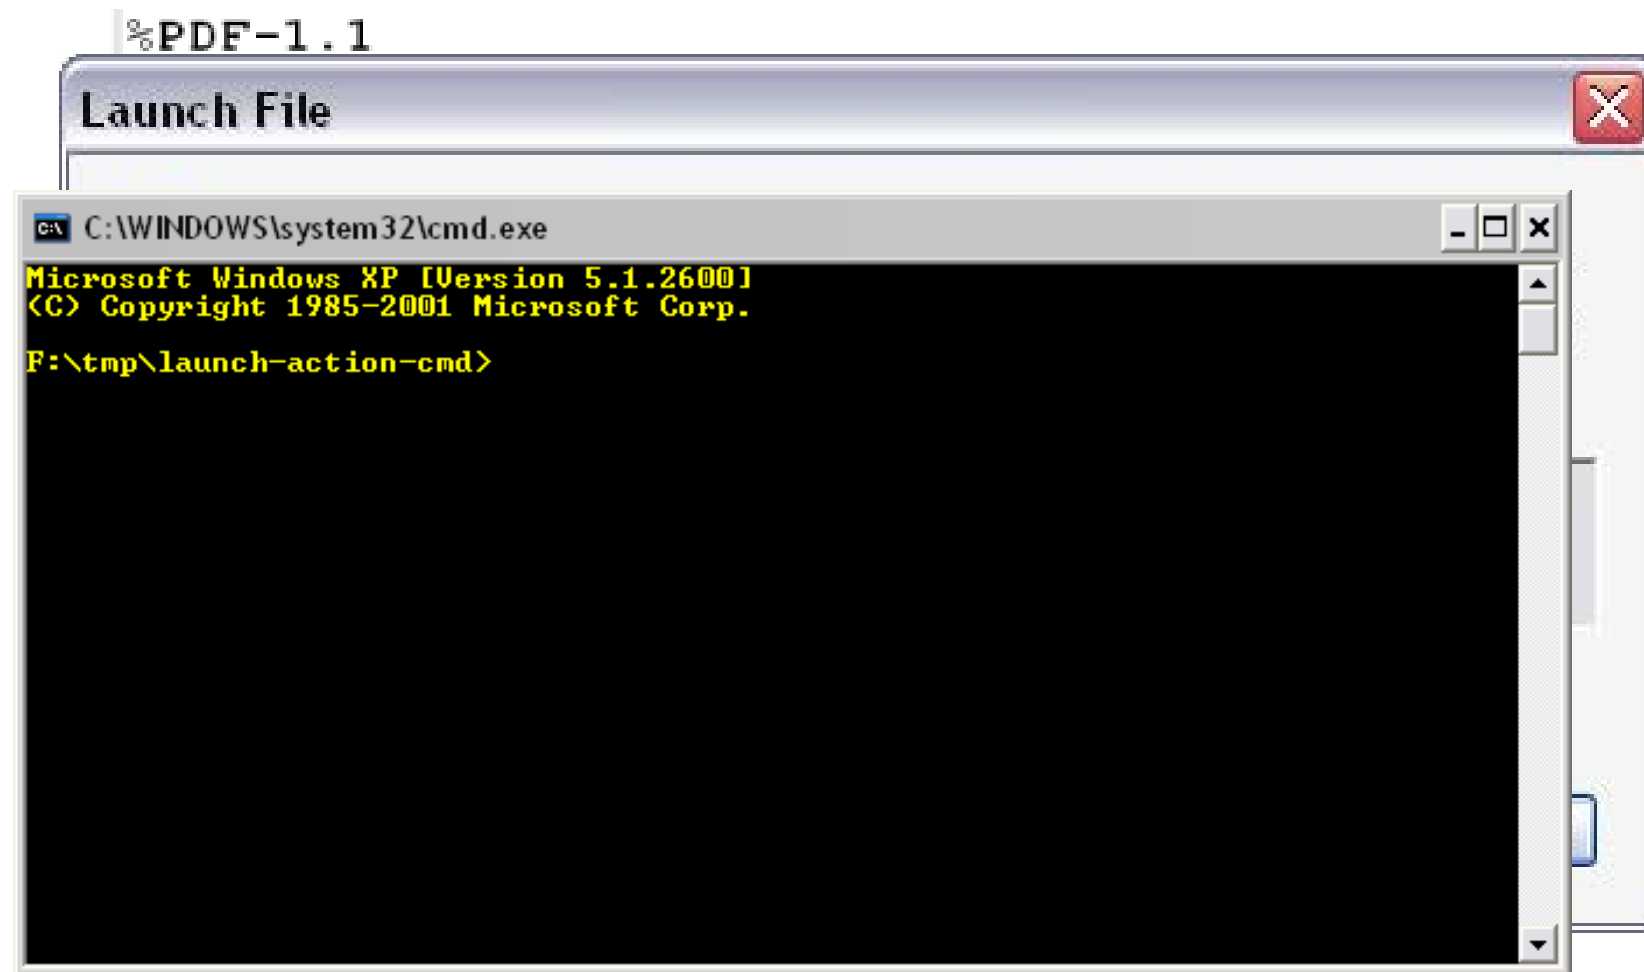 %PDF-1.1
Launch File
C:\WINDOWS\system32\cmd.exe
Microsoft Windows XP [Version 5.1.2600]
(C) Copyright 1985-2001 Microsoft Corp.
F:\tmp\launch-action-cmd>